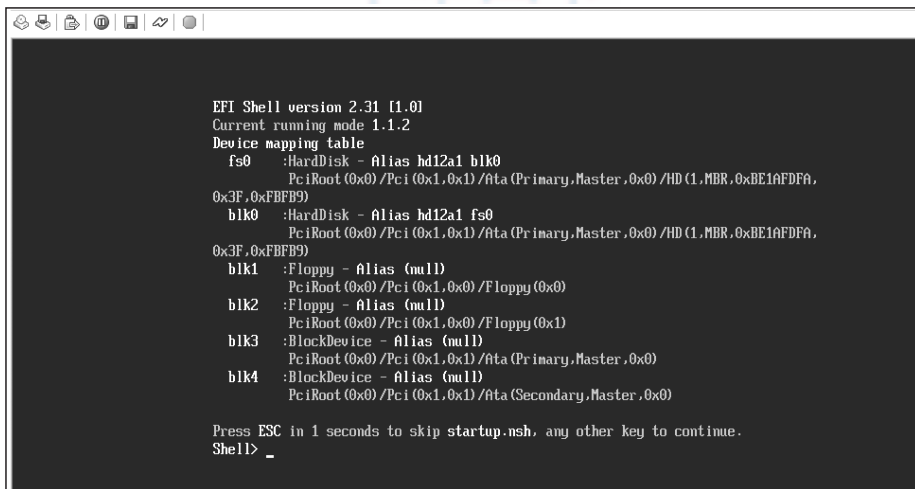 EFI Shell version 2.31 [1.0]
Current running mode 1.1.2
Device mapping table
fs0 :HardDisk - Alias hd12a1 blk0
PciRoot(0x0)/Pci(0x1,0x1)/Ata(Primary,Master,0x0)/HD(1,MBR,0xBE1AFDFA,
0x3F,0xFBFB9)
blk0 :HardDisk - Alias hd12a1 fs0
PciRoot(0x0)/Pci(0x1,0x1)/Ata(Primary,Master,0x0)/HD(1,MBR,0xBE1AFDFA,
0x3F,0xFBFB9)
blk1 :Floppy - Alias (null)
PciRoot(0x0)/Pci(0x1,0x0)/Floppy(0x0)
blk2 :Floppy - Alias (null)
PciRoot(0x0)/Pci(0x1,0x0)/Floppy(0x1)
blk3 :BlockDevice - Alias (null)
PciRoot(0x0)/Pci(0x1,0x1)/Ata(Primary,Master,0x0)
blk4 :BlockDevice - Alias (null)
PciRoot(0x0)/Pci(0x1,0x1)/Ata(Secondary,Master,0x0)
Press ESC in 1 seconds to skip startup.nsh, any other key to continue.
Shell> _